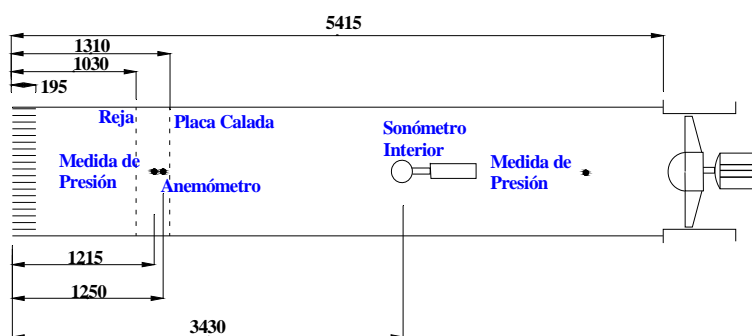 5415
1310
1030
195
Reja
Placa Calada
Sonómetro
Interior
Medida de
Presión
Anemómetro
Medida de
Presión
1215
1250
3430